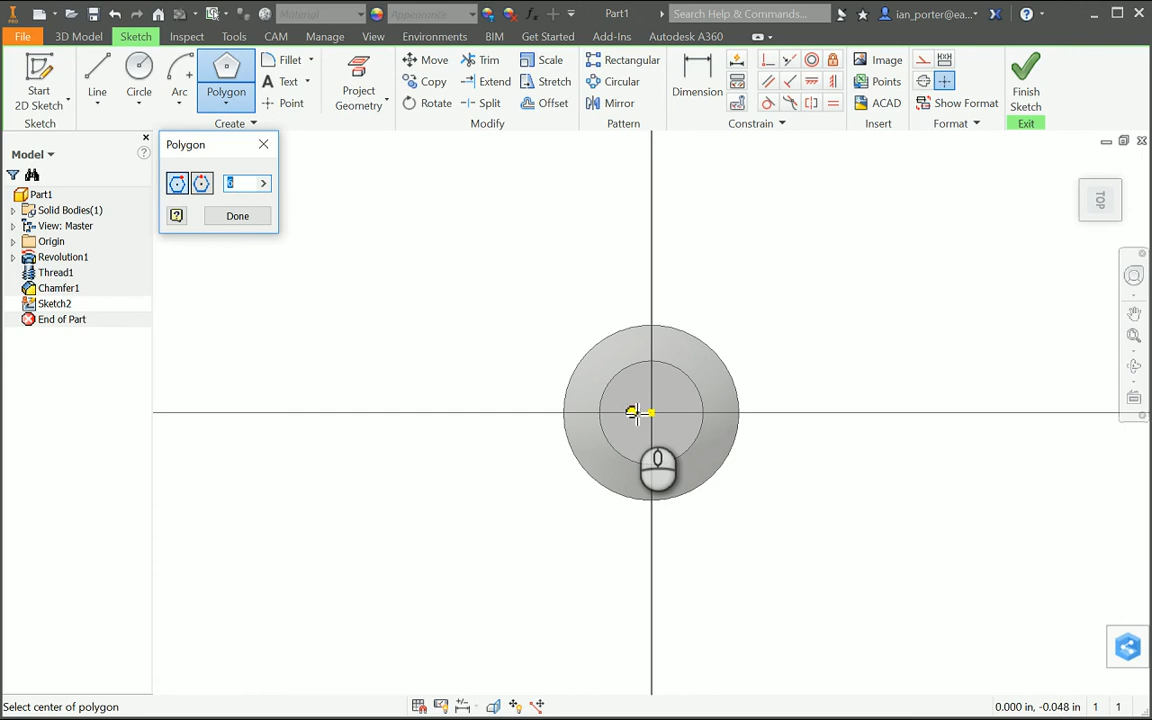 Material
Appearance
Part1
Search Help & Commands...
ian_porter@ea...
File
3D Model
Sketch
Inspect
Tools
CAM
Manage
View
Environments
BIM
Get Started
Add-Ins
Autodesk A360
Start
2D Sketch
Line
Circle
Arc
Polygon
Fillet
Text
Point
Project
Geometry
Move
Copy
Rotate
Trim
Extend
Split
Scale
Stretch
Offset
Rectangular
Circular
Mirror
Dimension
Image
Points
ACAD
Show Format
Finish
Sketch
Sketch
Create
Modify
Pattern
Constrain
Insert
Format
Exit
Polygon
6
Done
Model
Part1
Solid Bodies(1)
View: Master
Origin
Revolution1
Thread1
Chamfer1
Sketch2
End of Part
TOP
Select center of polygon
0.000 in, -0.048 in
1
1